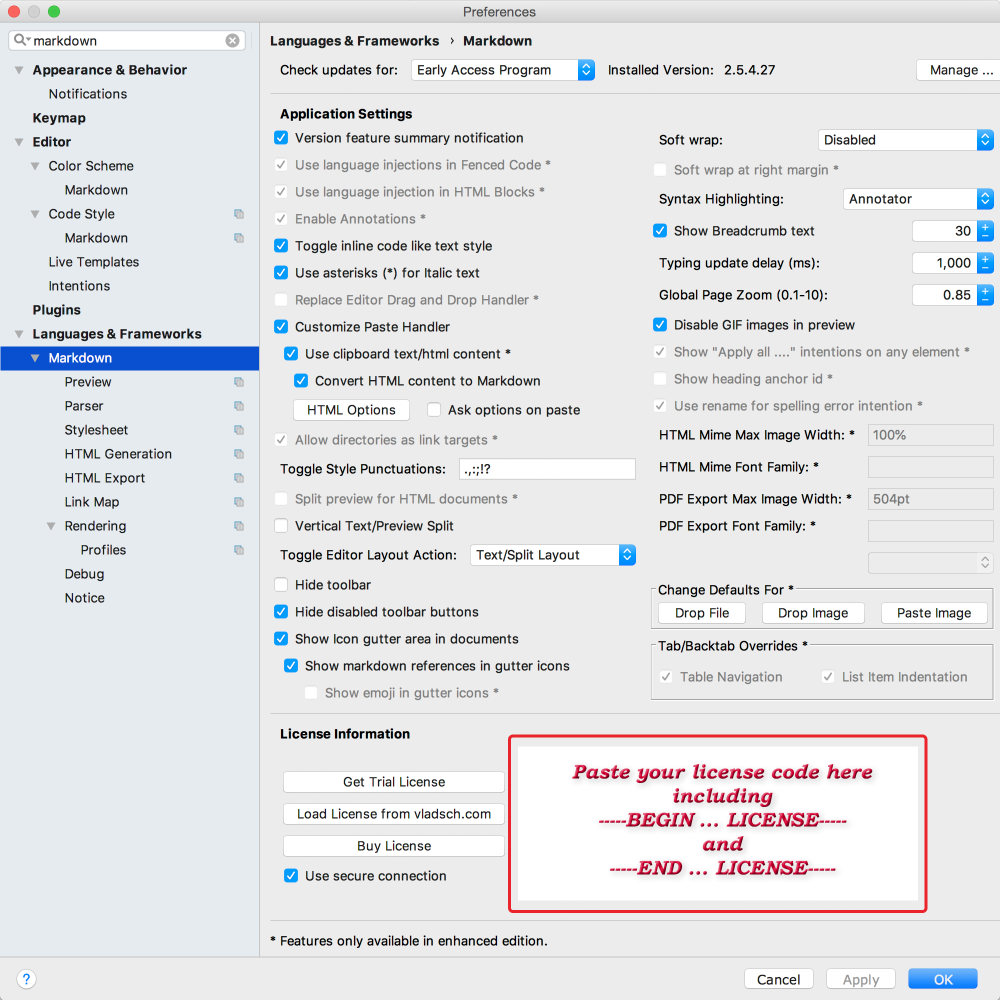 Preferences
markdown
Appearance & Behavior
Notifications
Keymap
Editor
Color Scheme
Markdown
Code Style
Markdown
Live Templates
Intentions
Plugins
Languages & Frameworks
Markdown
Preview
Parser
Stylesheet
HTML Generation
HTML Export
Link Map
Rendering
Profiles
Debug
Notice
Languages & Frameworks › Markdown
Check updates for: Early Access Program Installed Version: 2.5.4.27 Manage ...
Application Settings
Version feature summary notification
Use language injections in Fenced Code *
Use language injection in HTML Blocks *
Enable Annotations *
Toggle inline code like text style
Use asterisks (*) for Italic text
Replace Editor Drag and Drop Handler *
Customize Paste Handler
Use clipboard text/html content *
Convert HTML content to Markdown
HTML Options Ask options on paste
Allow directories as link targets *
Toggle Style Punctuations: .,:;!?
Split preview for HTML documents *
Vertical Text/Preview Split
Toggle Editor Layout Action: Text/Split Layout
Hide toolbar
Hide disabled toolbar buttons
Show Icon gutter area in documents
Show markdown references in gutter icons
Show emoji in gutter icons *
Soft wrap: Disabled
Soft wrap at right margin *
Syntax Highlighting: Annotator
Show Breadcrumb text 30
Typing update delay (ms): 1,000
Global Page Zoom (0.1-10): 0.85
Disable GIF images in preview
Show "Apply all ...." intentions on any element *
Show heading anchor id *
Use rename for spelling error intention *
HTML Mime Max Image Width: * 100%
HTML Mime Font Family: *
PDF Export Max Image Width: * 504pt
PDF Export Font Family: *
Change Defaults For *
Drop File Drop Image Paste Image
Tab/Backtab Overrides *
Table Navigation List Item Indentation
License Information
Get Trial License
Load License from vladsch.com
Buy License
Use secure connection
Paste your license code here
including
-----BEGIN ... LICENSE-----
and
-----END ... LICENSE-----
* Features only available in enhanced edition.
? Cancel Apply OK